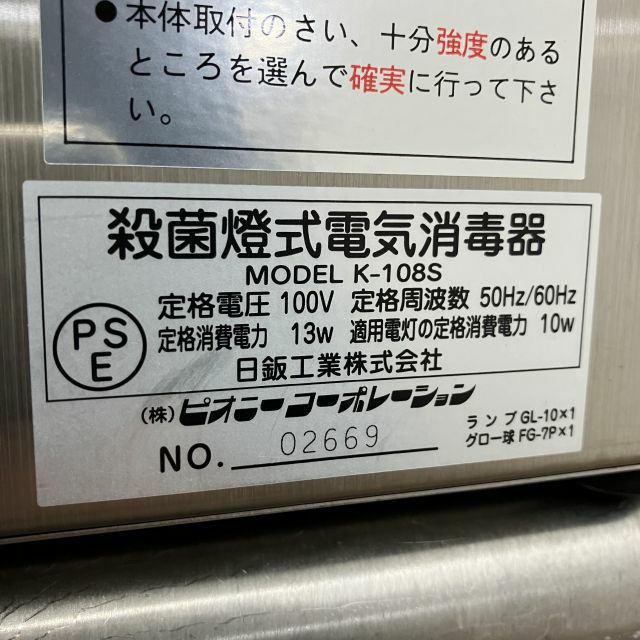 ●本体取付のさい、十分強度のある
ところを選んで確実に行って下さ
い。
殺菌燈式電気消毒器
MODEL K-108S
定格電圧 100V 定格周波数 50Hz/60Hz
定格消費電力 13w 適用電灯の定格消費電力 10w
PS
E
日鈑工業株式会社
(株)ピオニーコーポレーション
ランプ GL-10×1
グロー球 FG-7P×1
NO. 02669